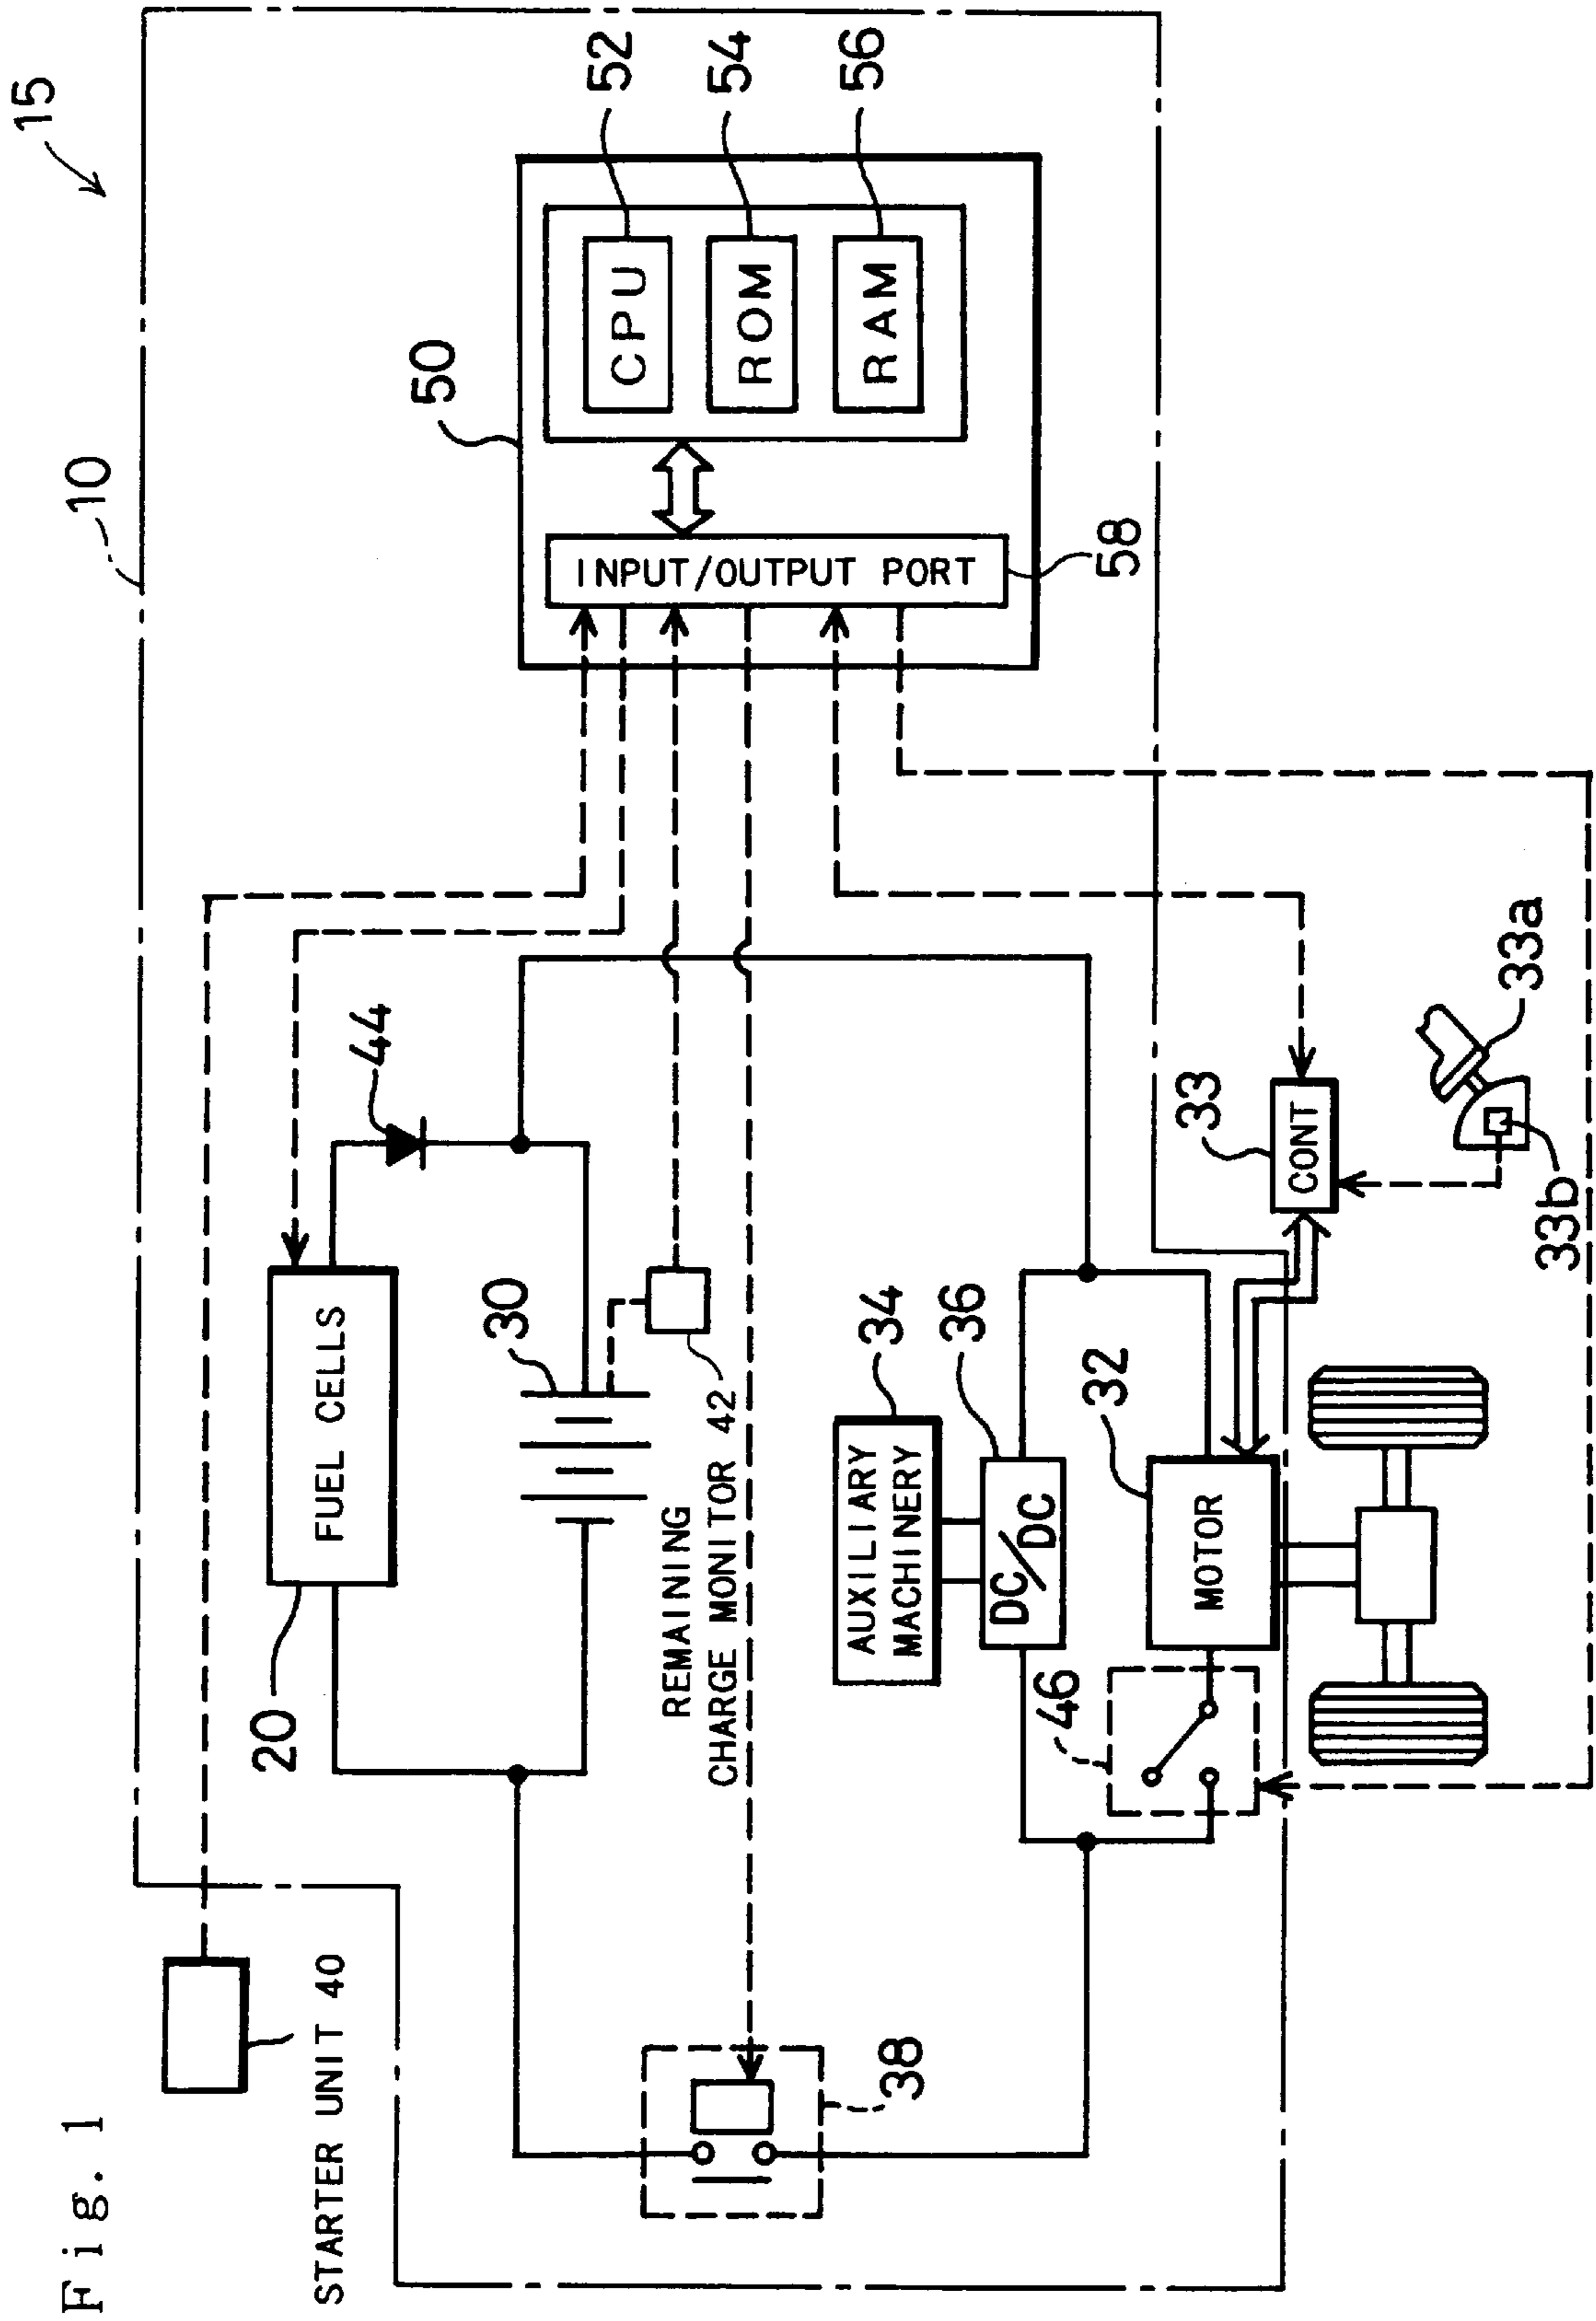 Fig. 1
15
10
STARTER UNIT 40
20
FUEL CELLS
44
50
CPU
52
ROM
54
RAM
56
INPUT/OUTPUT PORT
58
30
REMAINING
CHARGE MONITOR 42
38
AUXILIARY
MACHINERY
34
DC/DC
36
46
MOTOR
32
CONT
33
33a
33b